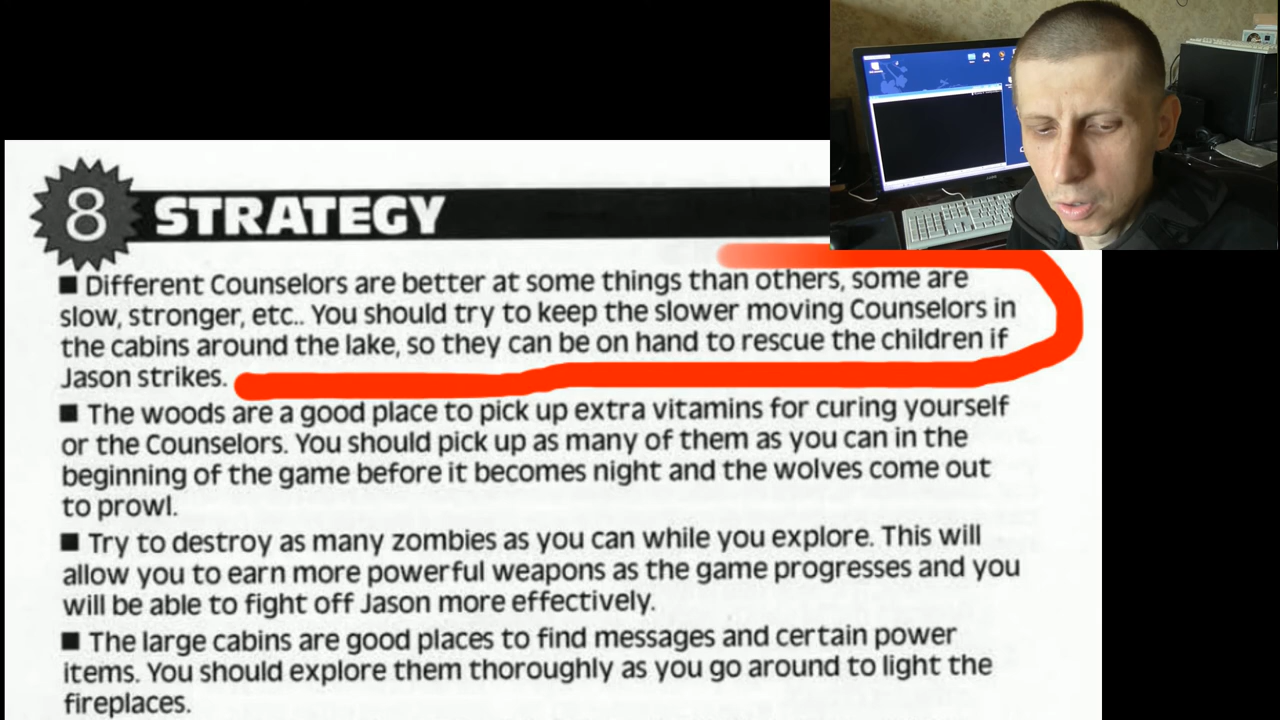 8 STRATEGY
■ Different Counselors are better at some things than others, some are
slow, stronger, etc.. You should try to keep the slower moving Counselors in
the cabins around the lake, so they can be on hand to rescue the children if
Jason strikes.
■ The woods are a good place to pick up extra vitamins for curing yourself
or the Counselors. You should pick up as many of them as you can in the
beginning of the game before it becomes night and the wolves come out
to prowl.
■ Try to destroy as many zombies as you can while you explore. This will
allow you to earn more powerful weapons as the game progresses and you
will be able to fight off Jason more effectively.
■ The large cabins are good places to find messages and certain power
items. You should explore them thoroughly as you go around to light the
fireplaces.